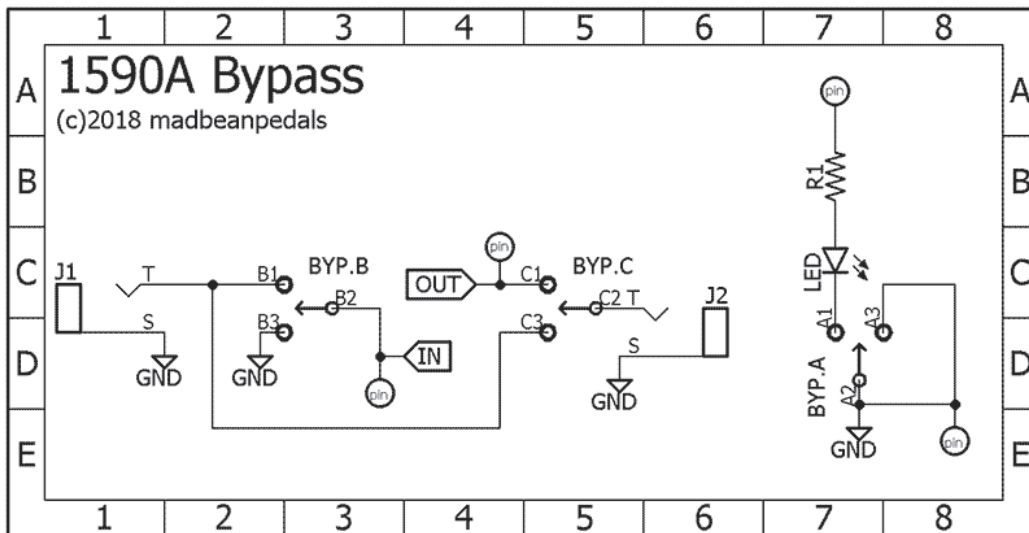 1 2 3 4 5 6 7 8
A A
1590A Bypass
(c)2018 madbeanpedals
pin
B B
R1
C C
J1
T
B1
BYP.B
B2
B3
S
GND
GND
pin
OUT
IN
pin
C1
BYP.C
C2 T
C3
J2
S
GND
LED
A1
A3
BYP.A
A2
GND
pin
D D
E E
1 2 3 4 5 6 7 8